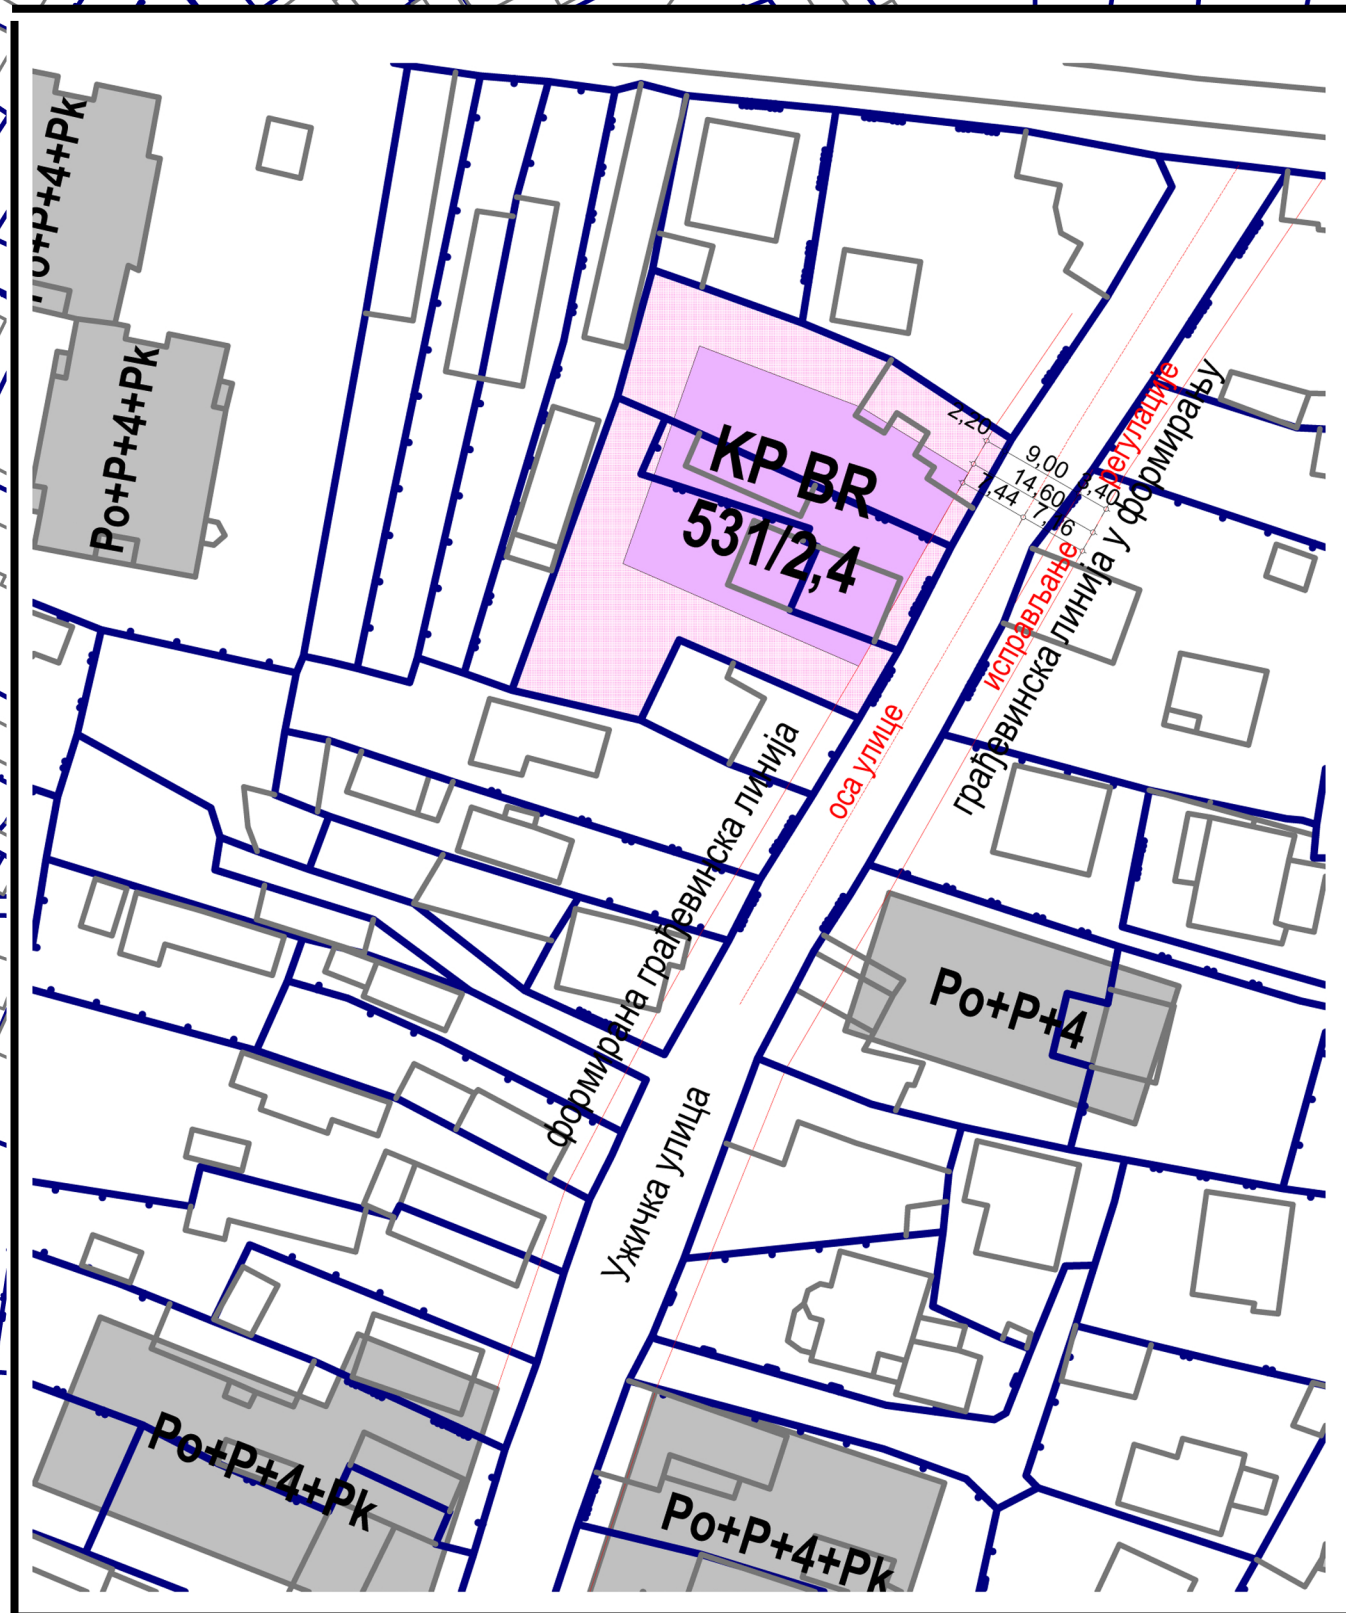 Po+P+4+Pk
Po+P+4+Pk
KP BR
531/2,4
2,20
9,00
14,60
3,40
7,44
7,16
регулације
исправљање
грађевинска линија у формирању
оса улице
формирана грађевинска линија
Ужичка улица
Po+P+4
Po+P+4+Pk
Po+P+4+Pk